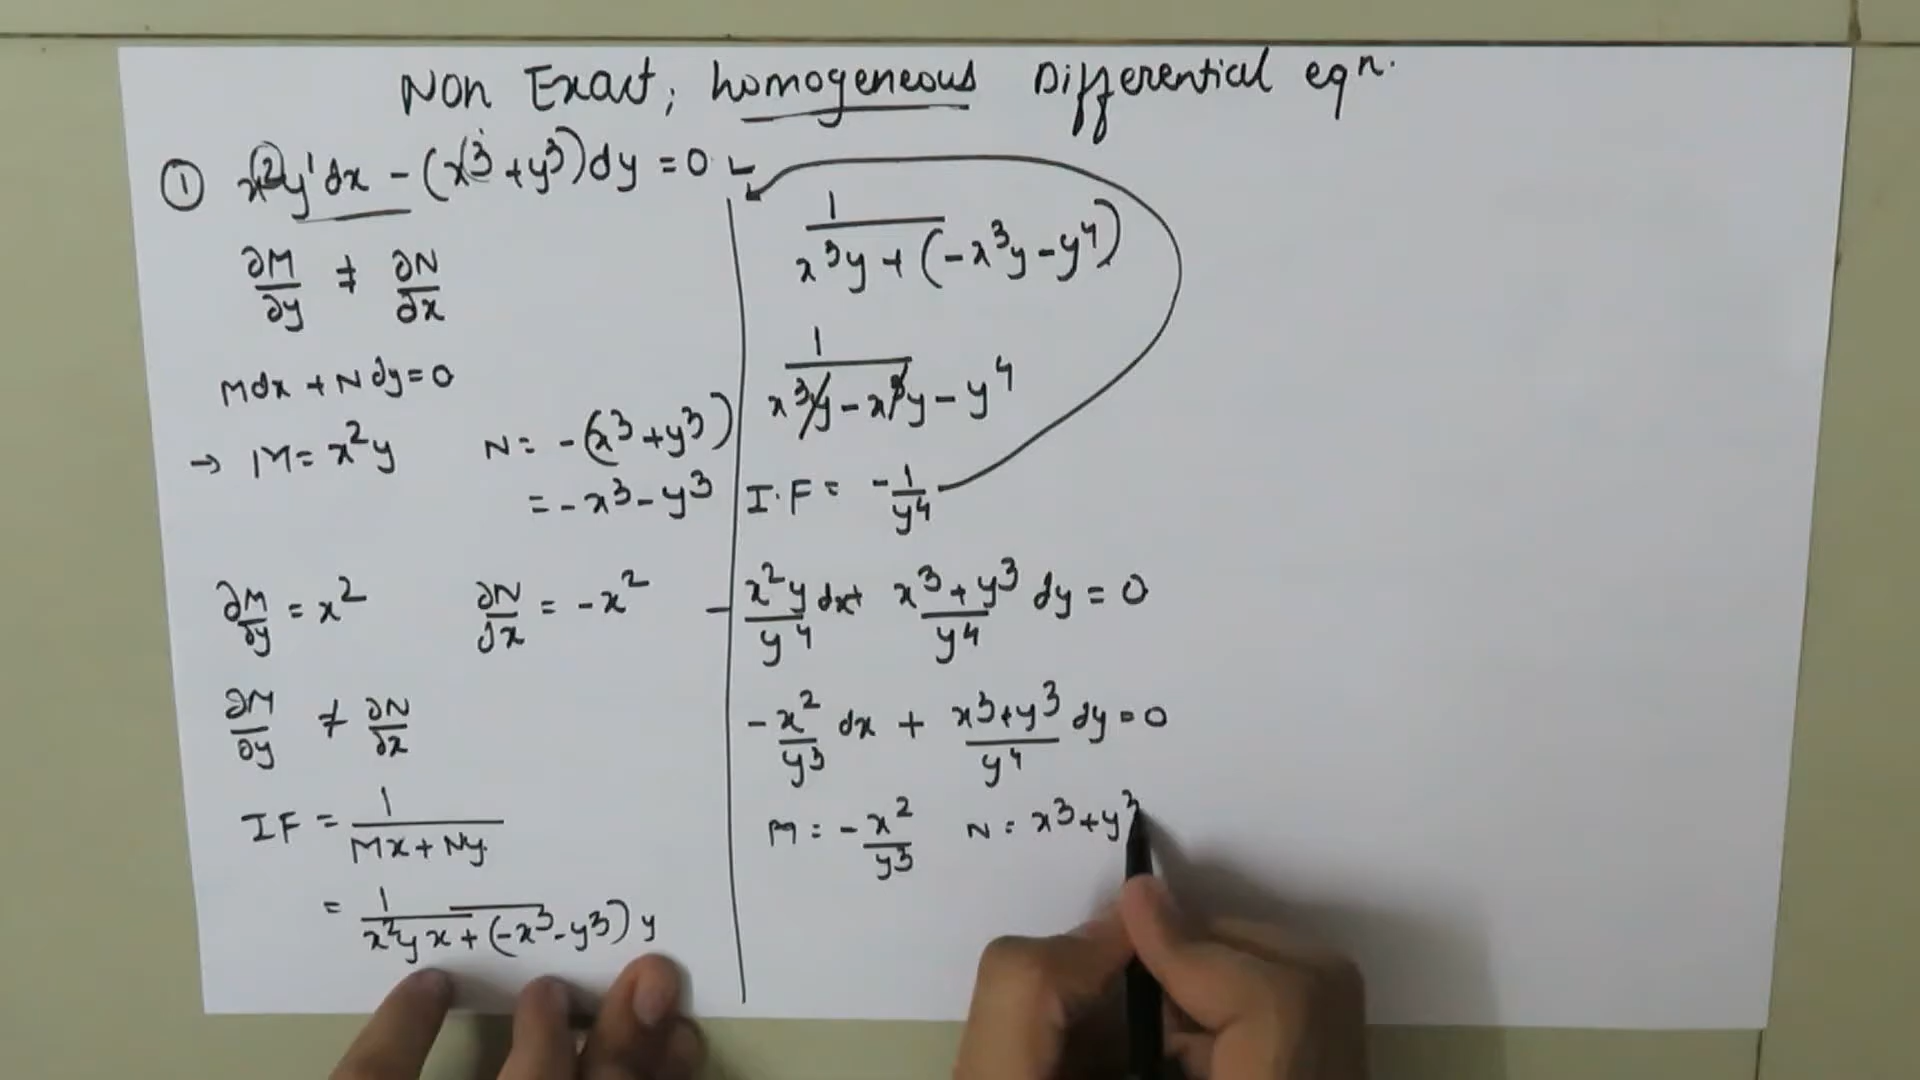 Non Exact, homogeneous Differential eqn.
① x²y¹dx - (x³+y³)dy = 0
∂M/∂y ≠ ∂N/∂x
Mdx + Ndy = 0
→ M = x²y N = -(x³+y³)
= -x³-y³
∂M/∂y = x² ∂N/∂x = -x²
∂M/∂y ≠ ∂N/∂x
IF = 1/(Mx+Ny)
= 1/(x²yx+(-x³-y³)y)
1/(x³y+(-x³y-y⁴))
1/(x³y-x³y-y⁴)
I.F = -1/y⁴
-x²y/y⁴ dx + (x³+y³)/y⁴ dy = 0
-x²/y³ dx + (x³+y³)/y⁴ dy = 0
M = -x²/y³ N = x³+y³